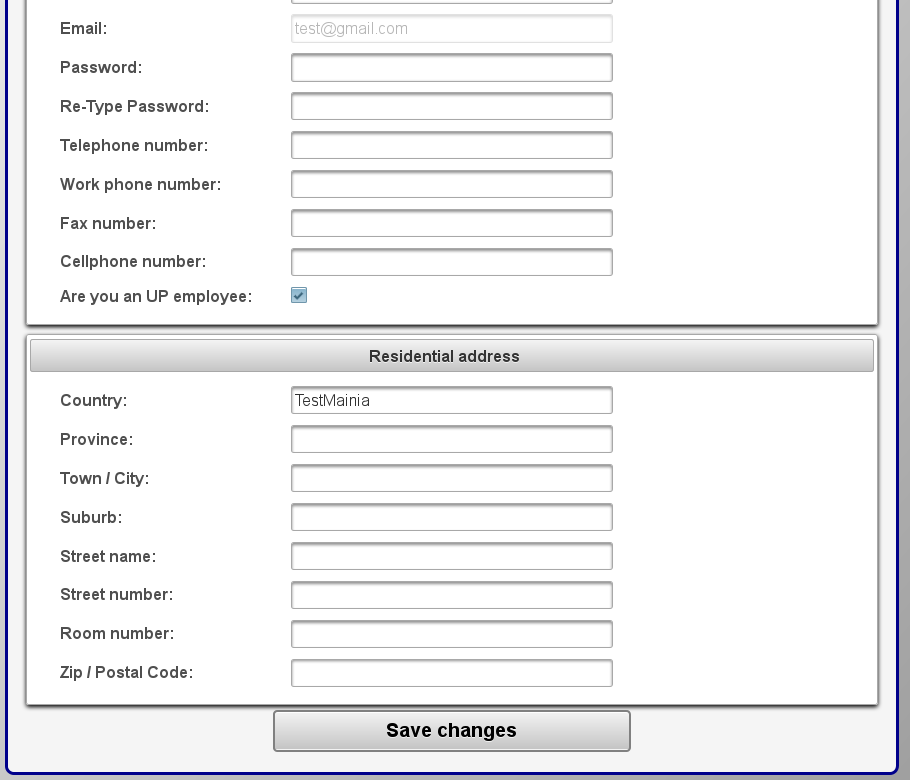 Email: test@gmail.com
Password:
Re-Type Password:
Telephone number:
Work phone number:
Fax number:
Cellphone number:
Are you an UP employee:
Residential address
Country: TestMainia
Province:
Town / City:
Suburb:
Street name:
Street number:
Room number:
Zip / Postal Code:
Save changes